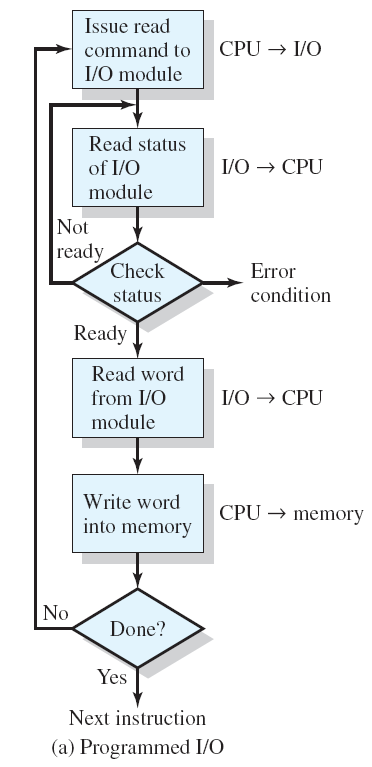 Issue read
command to
I/O module
CPU → I/O
Read status
of I/O
module
I/O → CPU
Not
ready
Check
status
Error
condition
Ready
Read word
from I/O
module
I/O → CPU
Write word
into memory
CPU → memory
No
Done?
Yes
Next instruction
(a) Programmed I/O